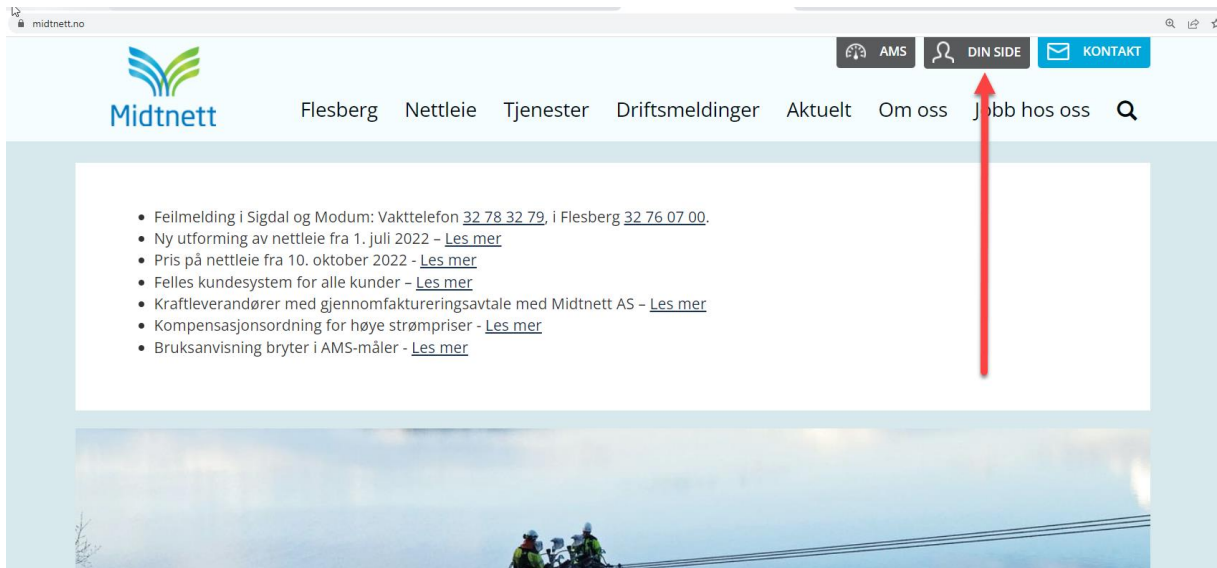 midtnett.no
AMS DIN SIDE KONTAKT
Midtnett
Flesberg Nettleie Tjenester Driftsmeldinger Aktuelt Om oss Jobb hos oss
Feilmelding i Sigdal og Modum: Vakttelefon 32 78 32 79, i Flesberg 32 76 07 00.
Ny utforming av nettleie fra 1. juli 2022 – Les mer
Pris på nettleie fra 10. oktober 2022 - Les mer
Felles kundesystem for alle kunder – Les mer
Kraftleverandører med gjennomfaktureringsavtale med Midtnett AS – Les mer
Kompensasjonsordning for høye strømpriser - Les mer
Bruksanvisning bryter i AMS-måler - Les mer